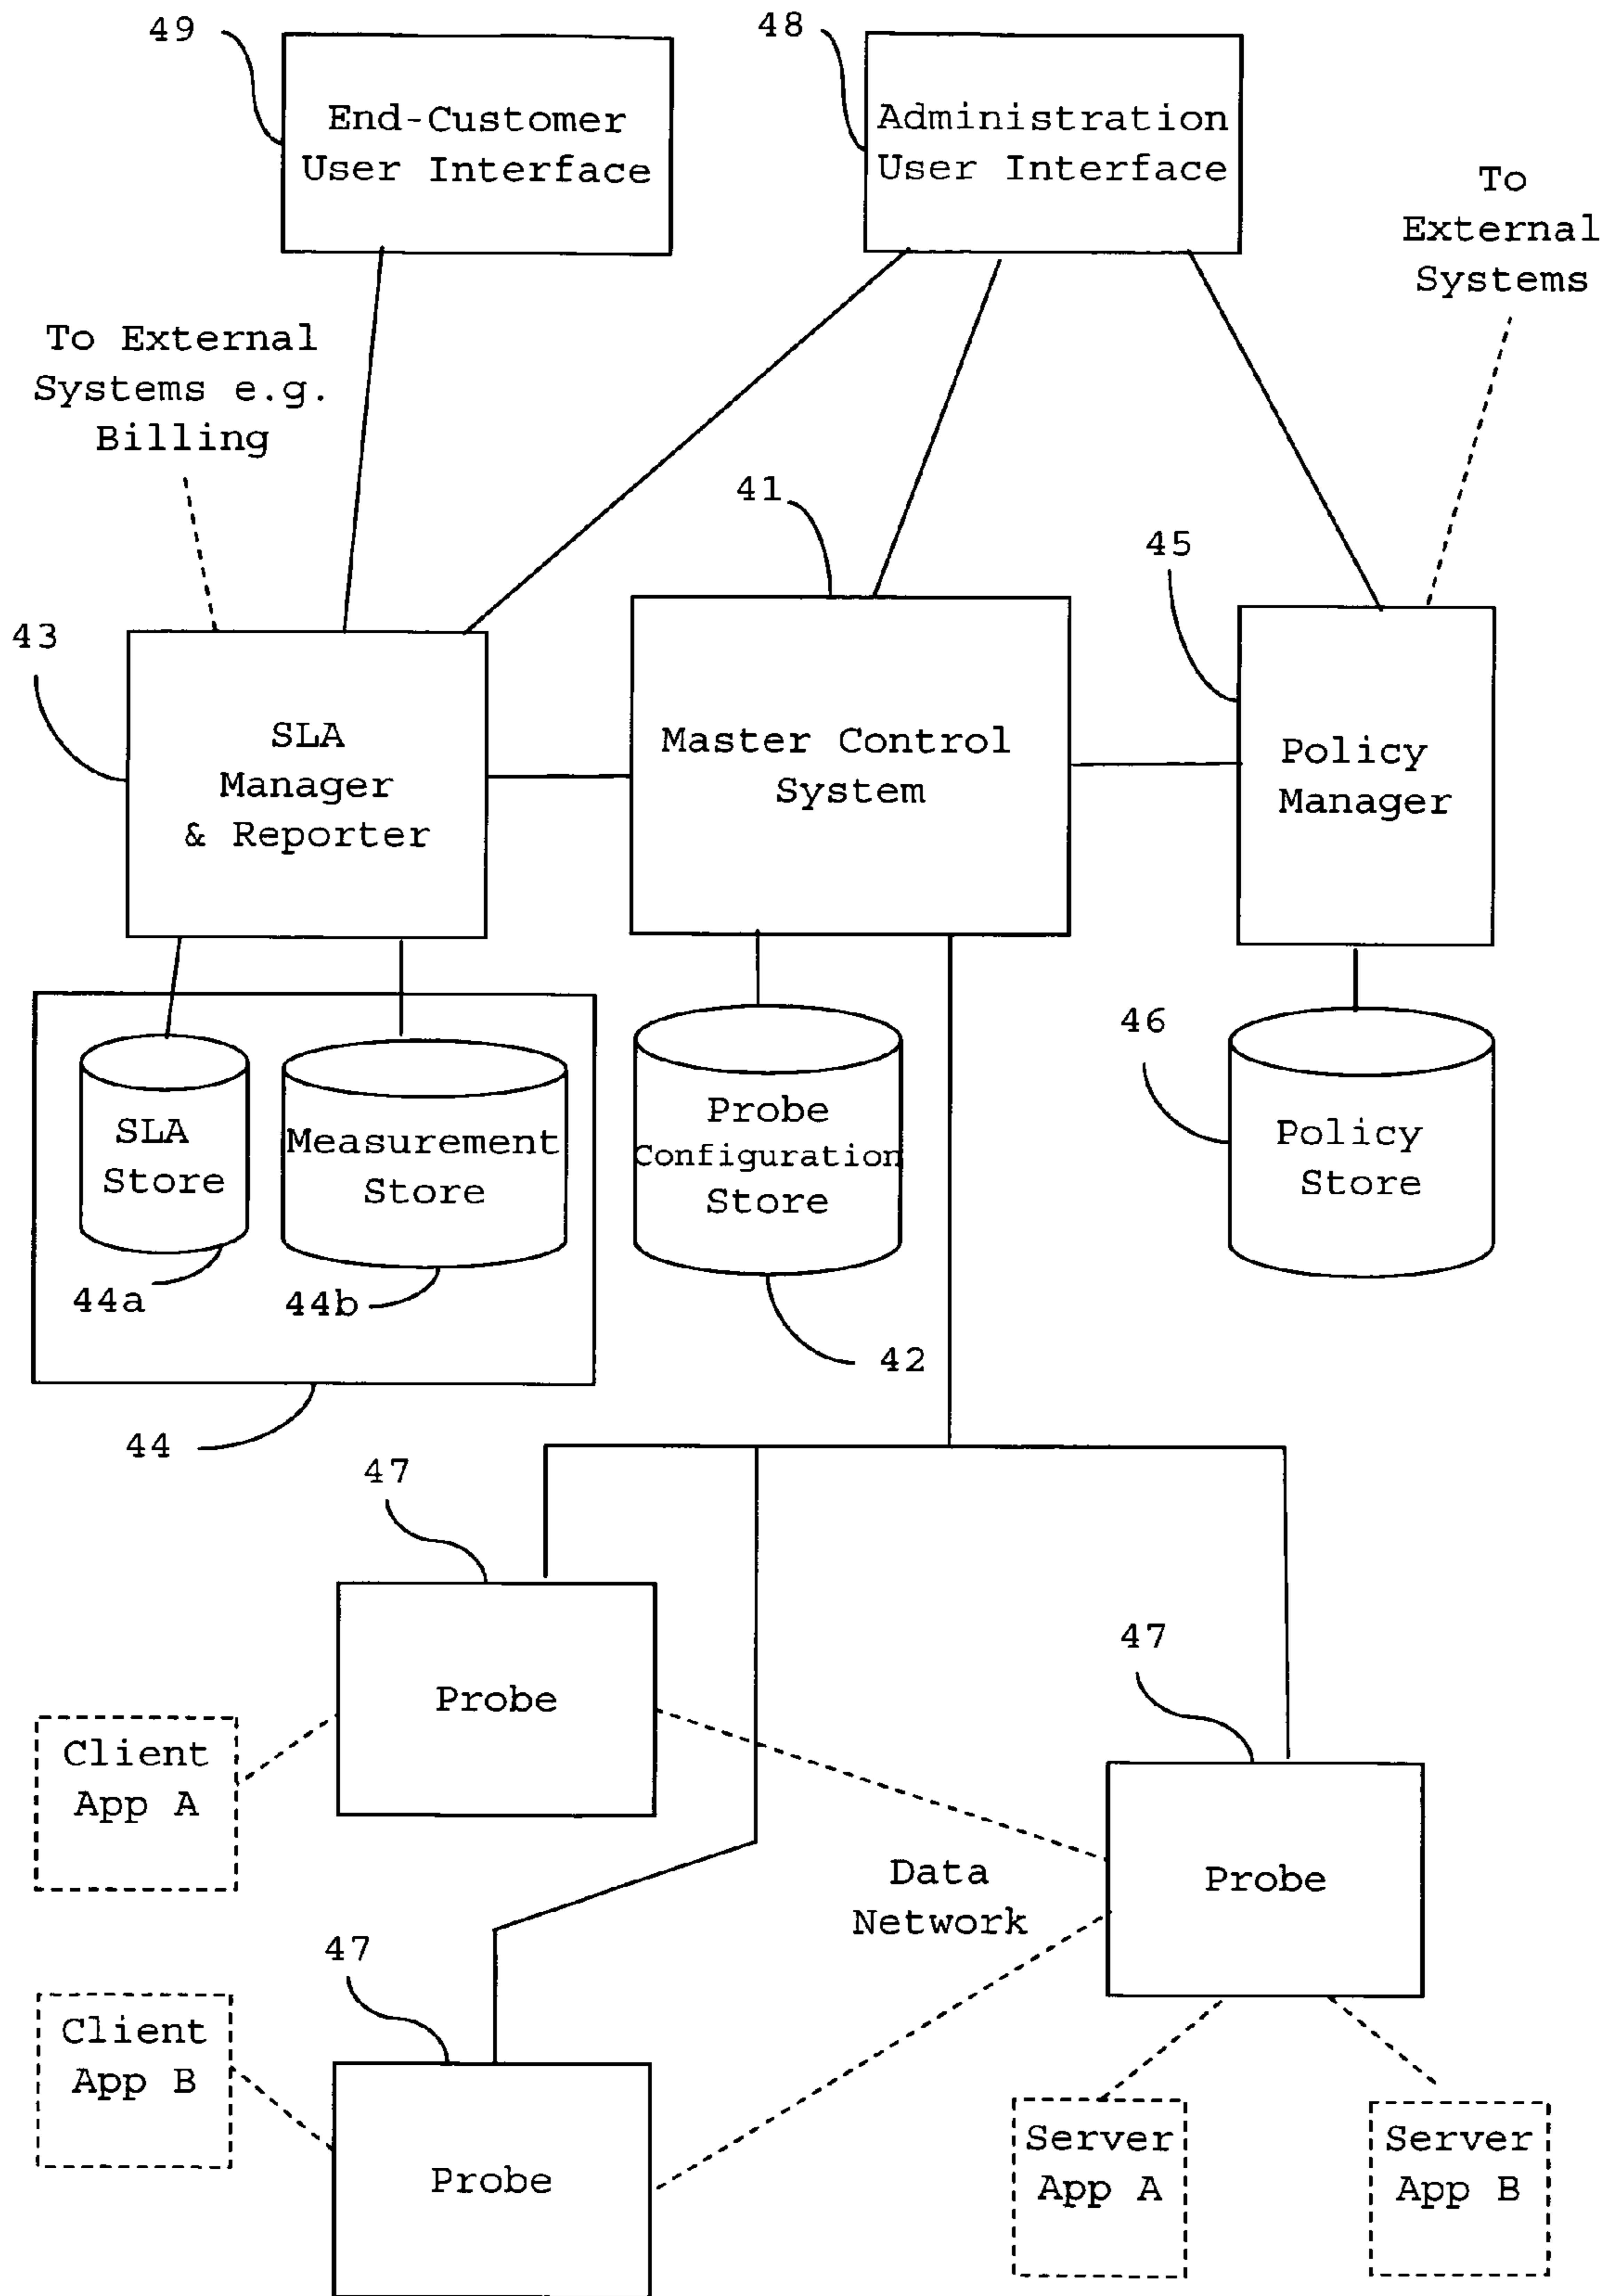 49
48
End-Customer
User Interface
Administration
User Interface
To
External
Systems
To External
Systems e.g.
Billing
41
45
43
SLA
Manager
& Reporter
Master Control
System
Policy
Manager
46
SLA
Store
Measurement
Store
Probe
Configuration
Store
Policy
Store
44a
44b
42
44
47
47
Probe
Client
App A
Data
Network
Probe
47
Client
App B
Probe
Server
App A
Server
App B